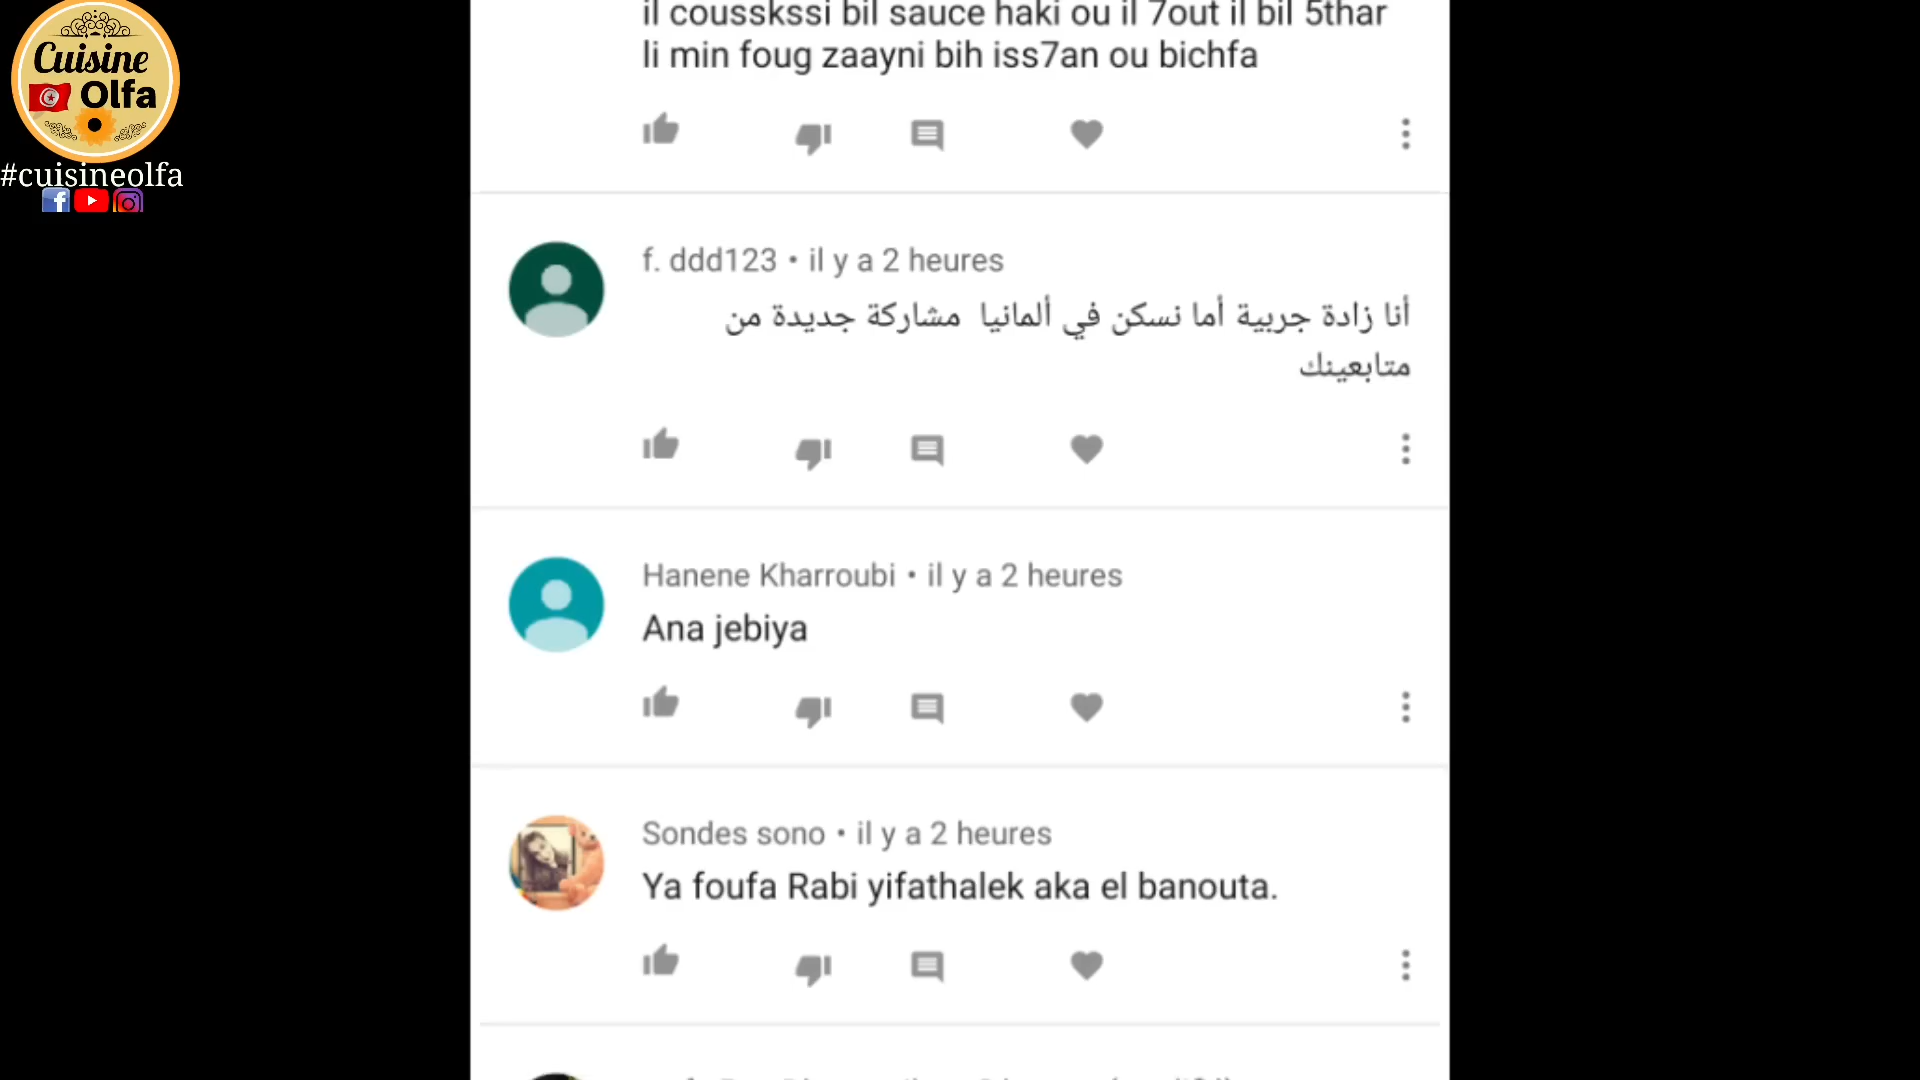 Cuisine
Olfa
#cuisineolfa
il cousskssi bil sauce haki ou il 7out il bil 5thar
li min foug zaayni bih iss7an ou bichfa
f. ddd123 • il y a 2 heures
أنا زادة جربية أما نسكن في ألمانيا مشاركة جديدة من
متابعينك
Hanene Kharroubi • il y a 2 heures
Ana jebiya
Sondes sono • il y a 2 heures
Ya foufa Rabi yifathalek aka el banouta.